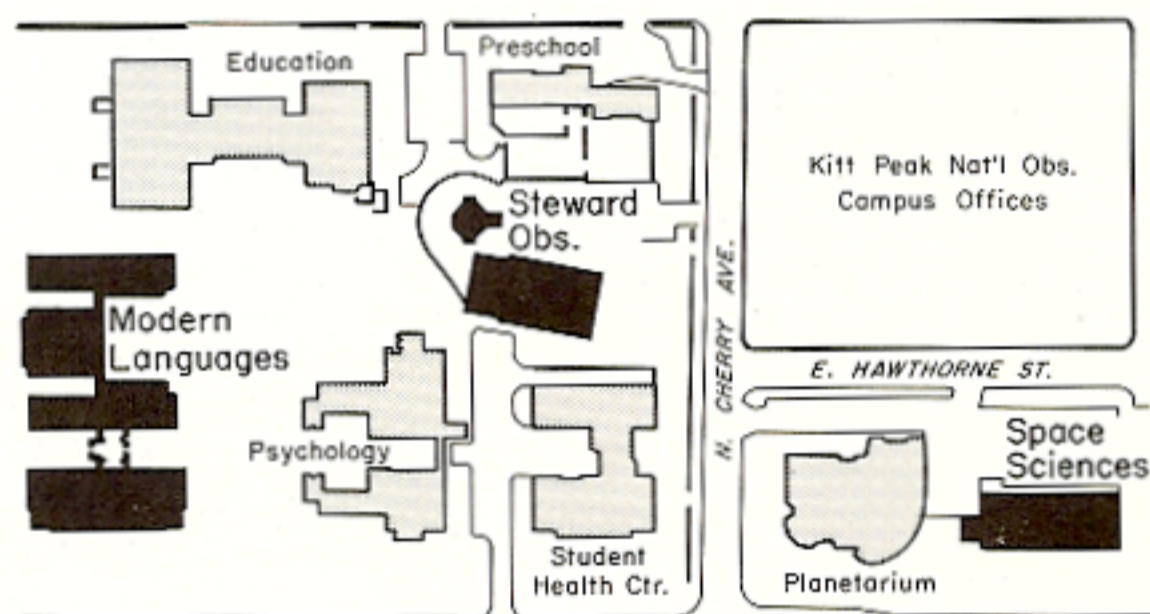 Preschool
Education
Kitt Peak Nat'l Obs.
Campus Offices
Steward
Obs.
N. CHERRY AVE.
Modern
Languages
E. HAWTHORNE ST.
Space
Sciences
Psychology
Student
Health Ctr.
Planetarium